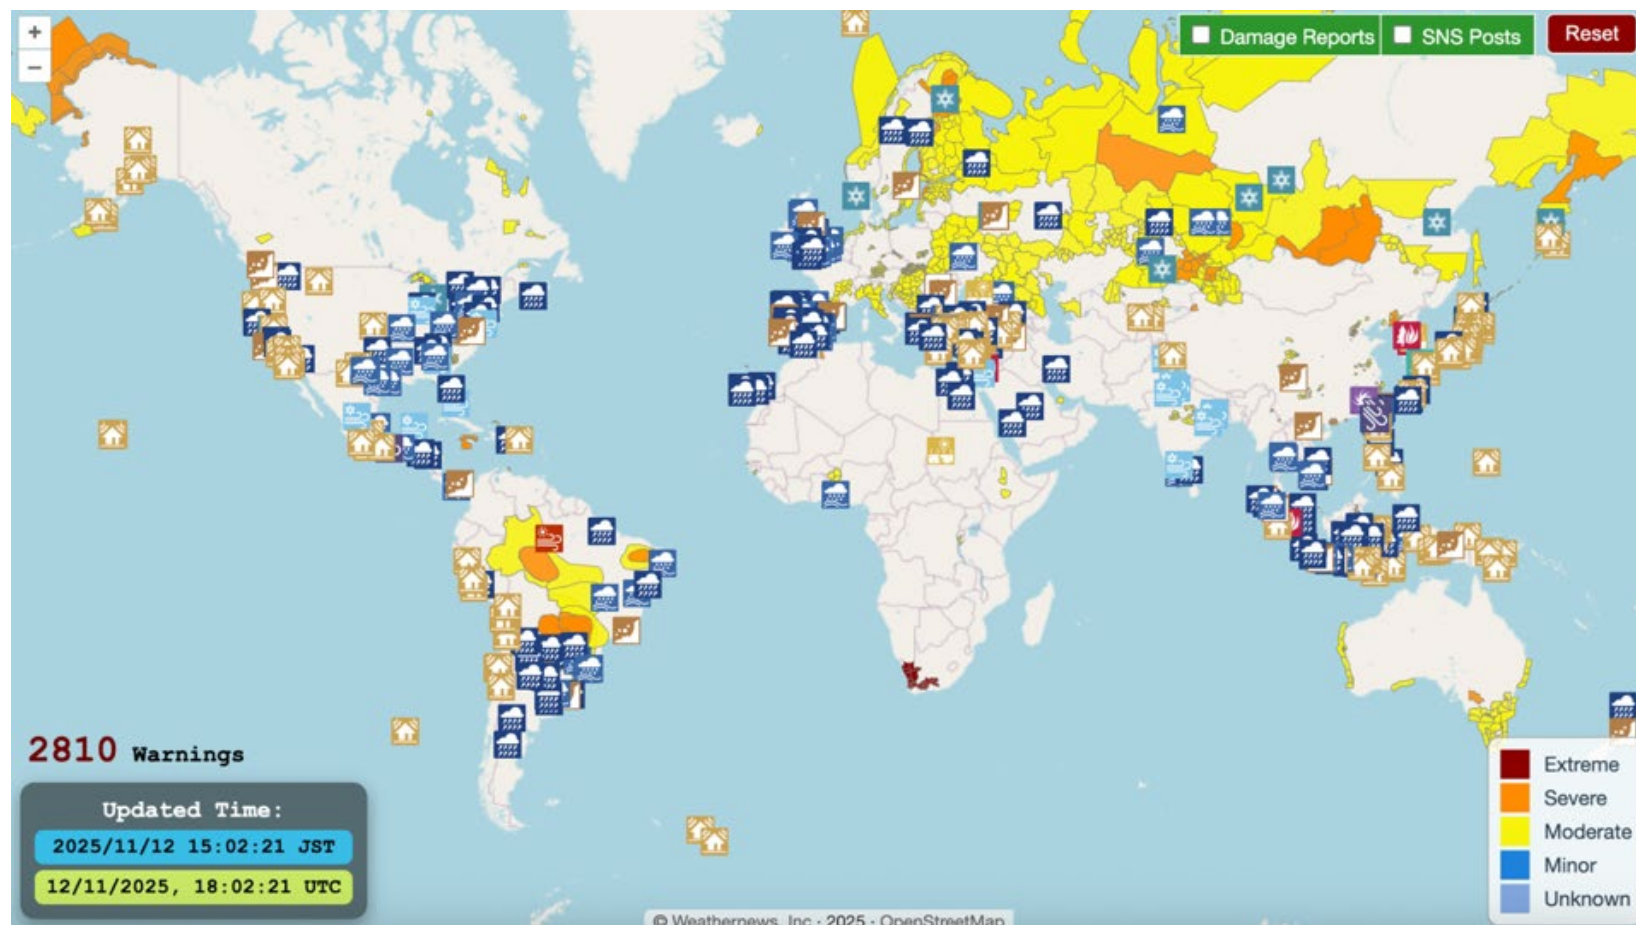 +
−
Damage Reports
SNS Posts
Reset
2810 Warnings
Updated Time:
2025/11/12 15:02:21 JST
12/11/2025, 18:02:21 UTC
Extreme
Severe
Moderate
Minor
Unknown
© Weathernews, Inc · 2025 · OpenStreetMap